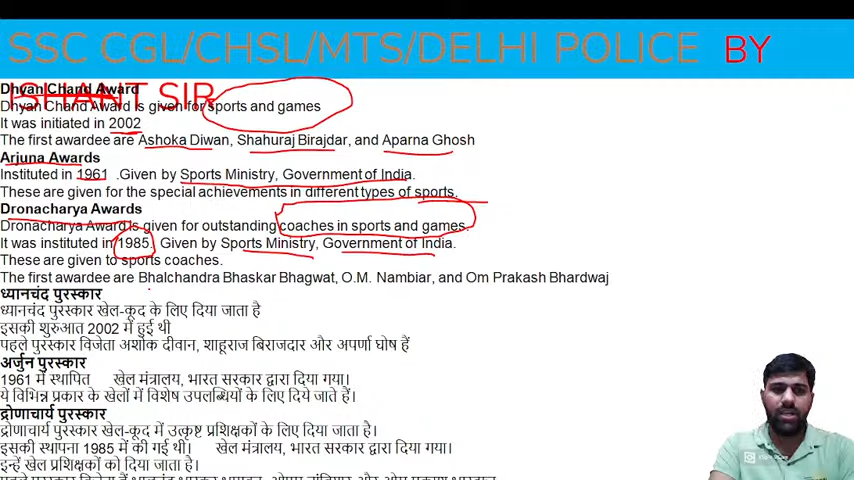 SSC CGL/CHSL/MTS/DELHI POLICE BY
ISHANT SIR
Dhyan Chand Award
Dhyan Chand Award is given for sports and games
It was initiated in 2002
The first awardee are Ashoka Diwan, Shahuraj Birajdar, and Aparna Ghosh
Arjuna Awards
Instituted in 1961 .Given by Sports Ministry, Government of India.
These are given for the special achievements in different types of sports.
Dronacharya Awards
Dronacharya Award is given for outstanding coaches in sports and games.
It was instituted in 1985. Given by Sports Ministry, Government of India.
These are given to sports coaches.
The first awardee are Bhalchandra Bhaskar Bhagwat, O.M. Nambiar, and Om Prakash Bhardwaj
ध्यानचंद पुरस्कार
ध्यानचंद पुरस्कार खेल-कूद के लिए दिया जाता है
इसकी शुरुआत 2002 में हुई थी
पहले पुरस्कार विजेता अशोक दीवान, शाहूराज बिराजदार और अपर्णा घोष हैं
अर्जुन पुरस्कार
1961 में स्थापित खेल मंत्रालय, भारत सरकार द्वारा दिया गया।
ये विभिन्न प्रकार के खेलों में विशेष उपलब्धियों के लिए दिये जाते हैं।
द्रोणाचार्य पुरस्कार
द्रोणाचार्य पुरस्कार खेल-कूद में उत्कृष्ट प्रशिक्षकों के लिए दिया जाता है।
इसकी स्थापना 1985 में की गई थी। खेल मंत्रालय, भारत सरकार द्वारा दिया गया।
इन्हें खेल प्रशिक्षकों को दिया जाता है।